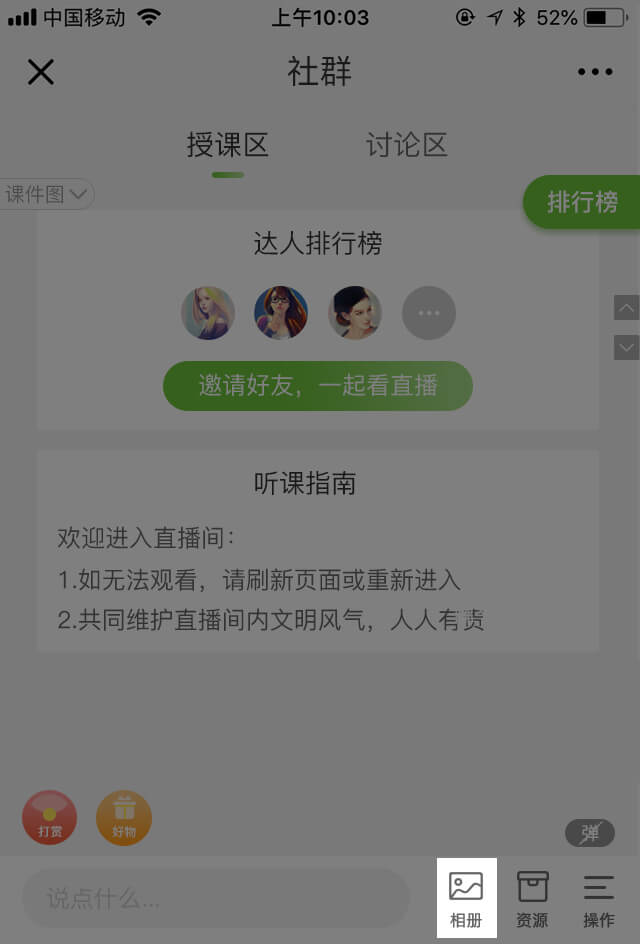 中国移动 上午10:03 52%
社群
授课区 讨论区
课件图
排行榜
达人排行榜
邀请好友，一起看直播
听课指南
欢迎进入直播间：
1.如无法观看，请刷新页面或重新进入
2.共同维护直播间内文明风气，人人有责
打赏 好物
弹
说点什么...
相册 资源 操作